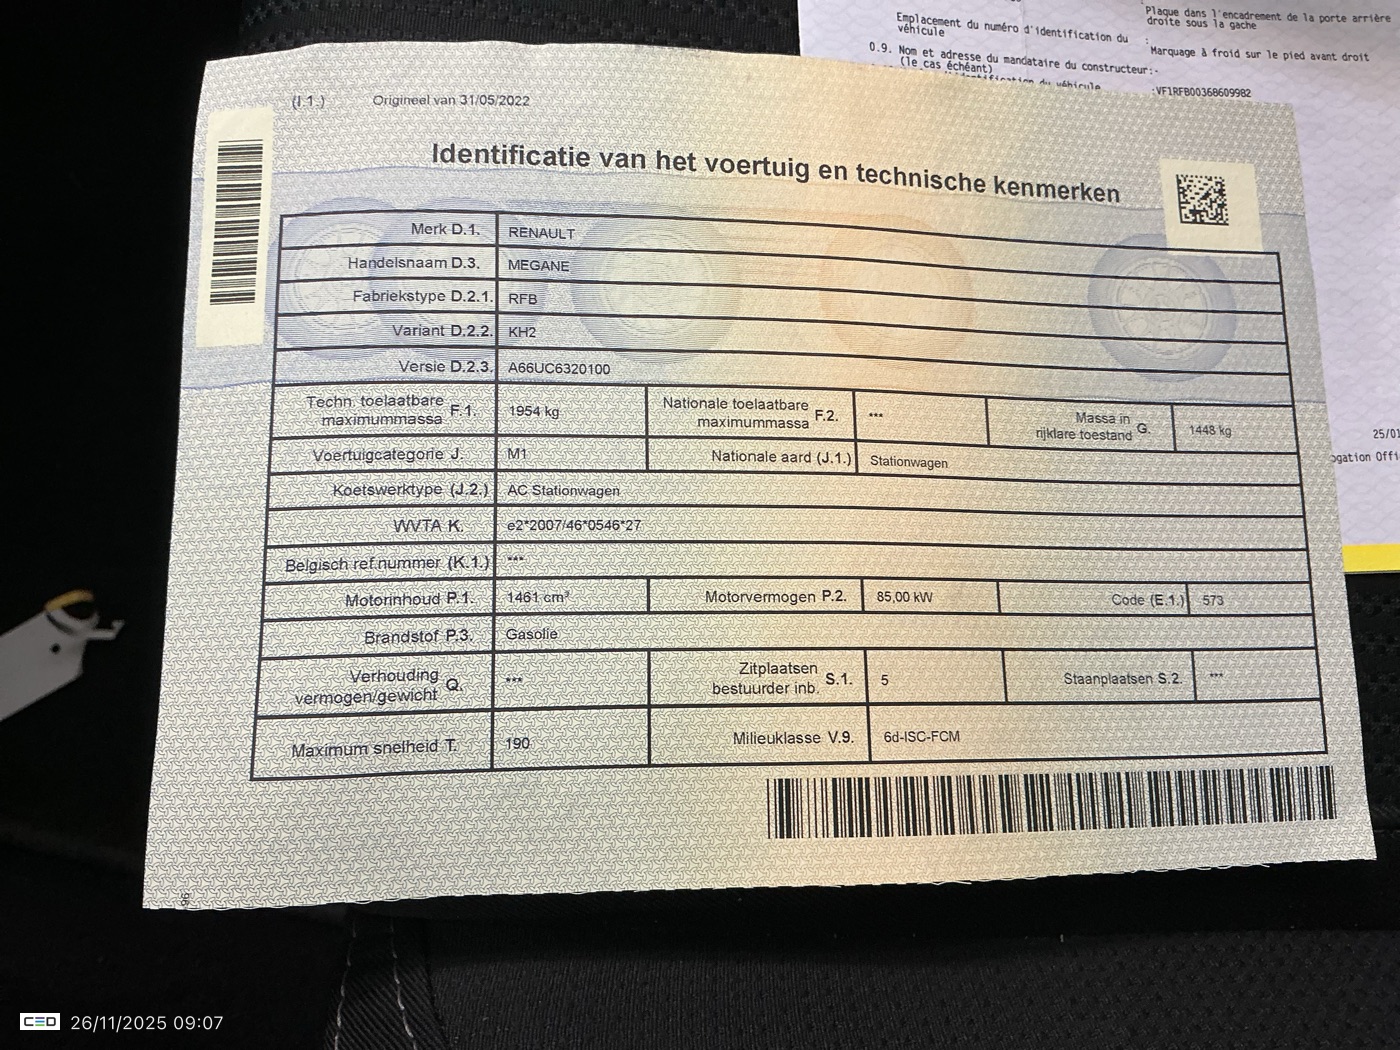 Plaque dans l'encadrement de la porte arrière
droite sous la gache
Emplacement du numéro d'identification du :
véhicule
Marquage à froid sur le pied avant droit
0.9. Nom et adresse du mandataire du constructeur:-
(le cas échéant)
:VF1RFB00368609982
25/01
(I.1.) Origineel van 31/05/2022
Identificatie van het voertuig en technische kenmerken
Merk D.1. RENAULT
Handelsnaam D.3. MEGANE
Fabriekstype D.2.1. RFB
Variant D.2.2. KH2
Versie D.2.3. A66UC6320100
Techn. toelaatbare maximummassa F.1. 1954 kg Nationale toelaatbare maximummassa F.2. *** Massa in rijklare toestand G. 1448 kg
Voertuigcategorie J. M1 Nationale aard (J.1.) Stationwagen
Koetswerktype (J.2.) AC Stationwagen
WVTA K. e2*2007/46*0546*27
Belgisch ref.nummer (K.1.) ***
Motorinhoud P.1. 1461 cm³ Motorvermogen P.2. 85,00 kW Code (E.1.) 573
Brandstof P.3. Gasolie
Verhouding vermogen/gewicht Q. *** Zitplaatsen bestuurder inb. S.1. 5 Staanplaatsen S.2. ***
Maximum snelheid T. 190 Milieuklasse V.9. 6d-ISC-FCM
CED 26/11/2025 09:07